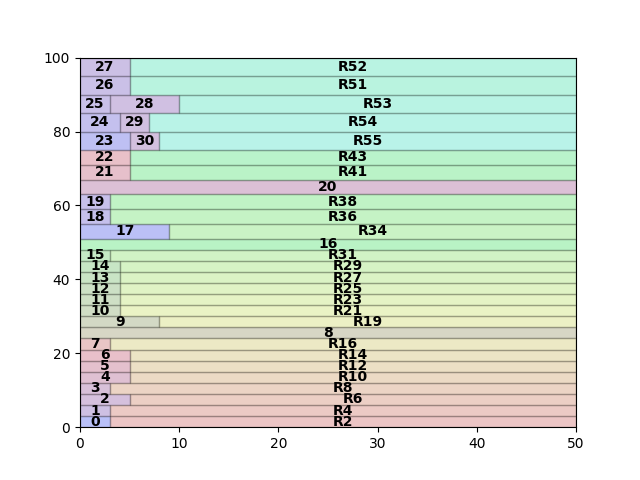 100
27 R52
26 R51
25 28 R53
24 29 R54
80
23 30 R55
22 R43
21 R41
20
60
19 R38
18 R36
17 R34
16
15 R31
14 R29
40
13 R27
12 R25
11 R23
10 R21
9 R19
8
7 R16
20
6 R14
5 R12
4 R10
3 R8
2 R6
1 R4
0 R2
0
0 10 20 30 40 50